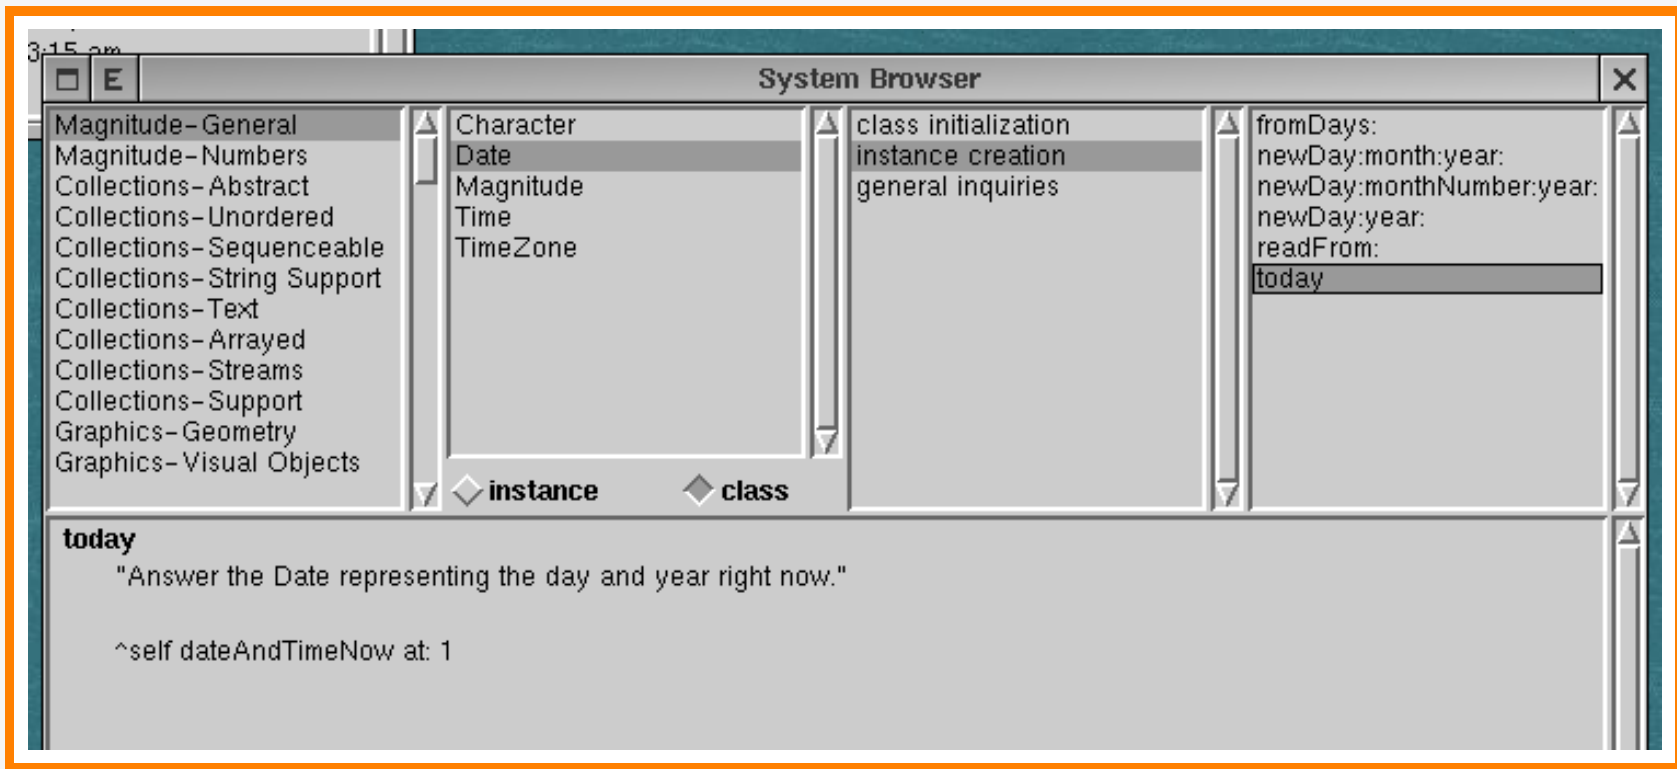 3:15 am
E
System Browser
Magnitude-General
Magnitude-Numbers
Collections-Abstract
Collections-Unordered
Collections-Sequenceable
Collections-String Support
Collections-Text
Collections-Arrayed
Collections-Streams
Collections-Support
Graphics-Geometry
Graphics-Visual Objects
Character
Date
Magnitude
Time
TimeZone
instance
class
class initialization
instance creation
general inquiries
fromDays:
newDay:month:year:
newDay:monthNumber:year:
newDay:year:
readFrom:
today
today
"Answer the Date representing the day and year right now."
^self dateAndTimeNow at: 1